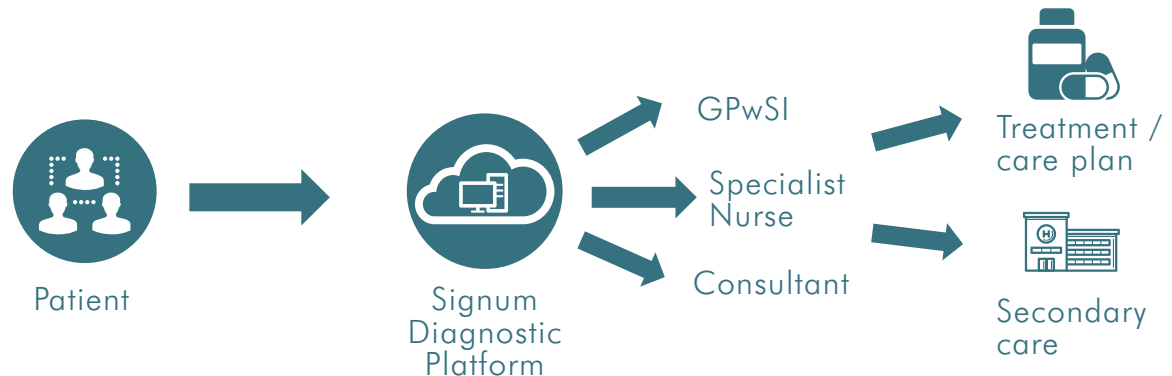 Patient
Signum
Diagnostic
Platform
GPwSI
Specialist
Nurse
Consultant
Treatment /
care plan
H
Secondary
care